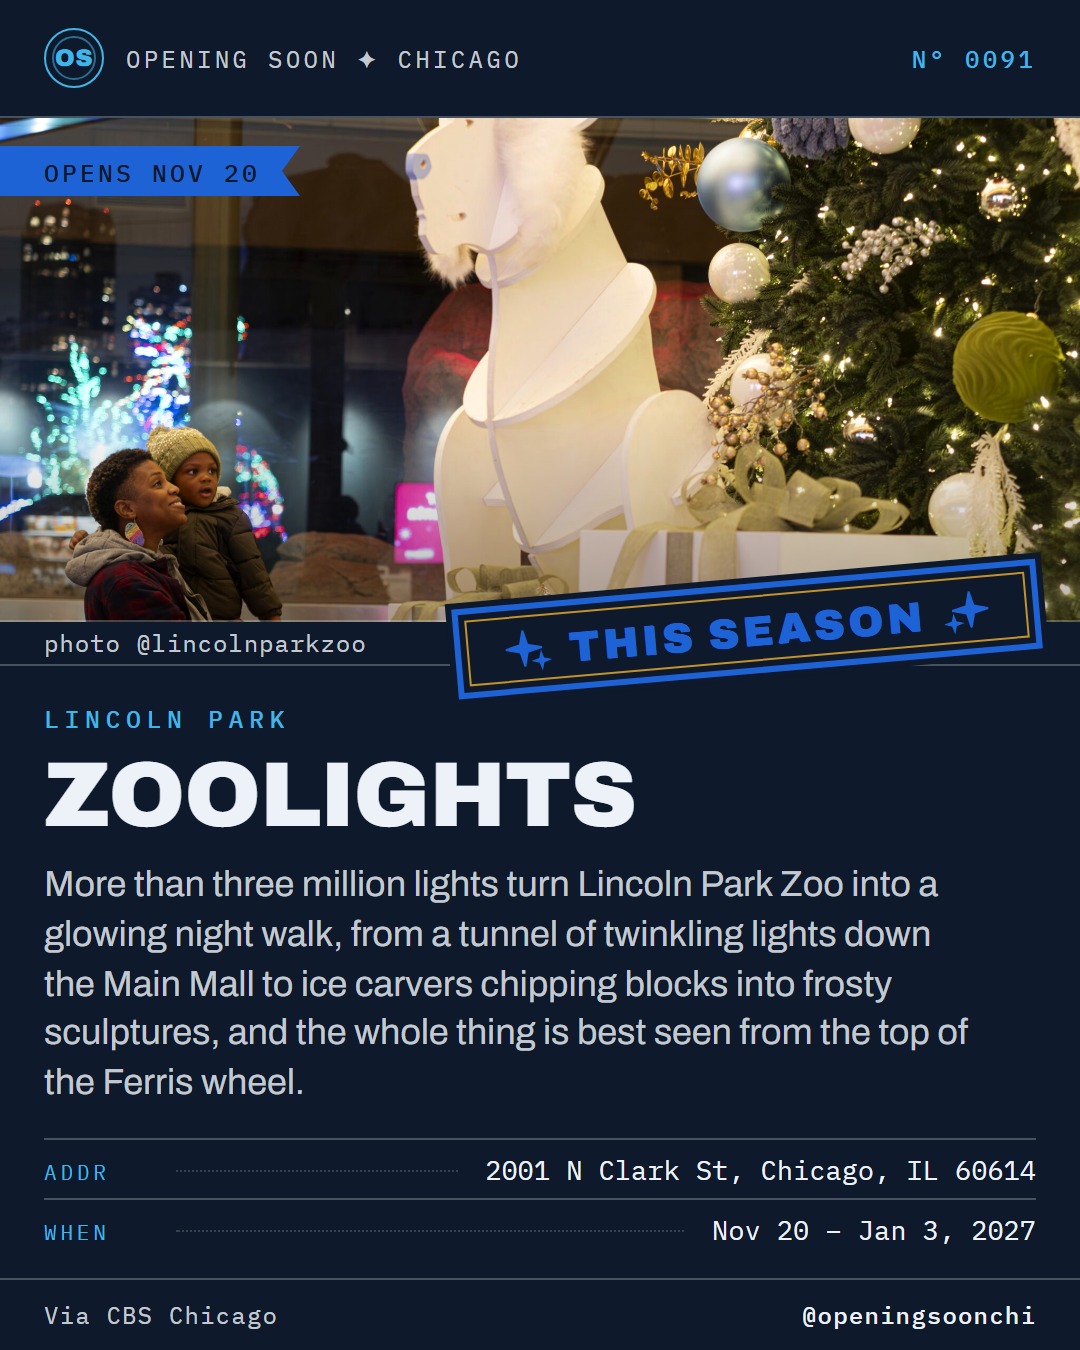 OS
OPENING SOON ✦ CHICAGO
N° 0091
OPENS NOV 20
photo @lincolnparkzoo
THIS SEASON
LINCOLN PARK
ZOOLIGHTS
More than three million lights turn Lincoln Park Zoo into a
glowing night walk, from a tunnel of twinkling lights down
the Main Mall to ice carvers chipping blocks into frosty
sculptures, and the whole thing is best seen from the top of
the Ferris wheel.
ADDR
2001 N Clark St, Chicago, IL 60614
WHEN
Nov 20 – Jan 3, 2027
Via CBS Chicago
@openingsoonchi